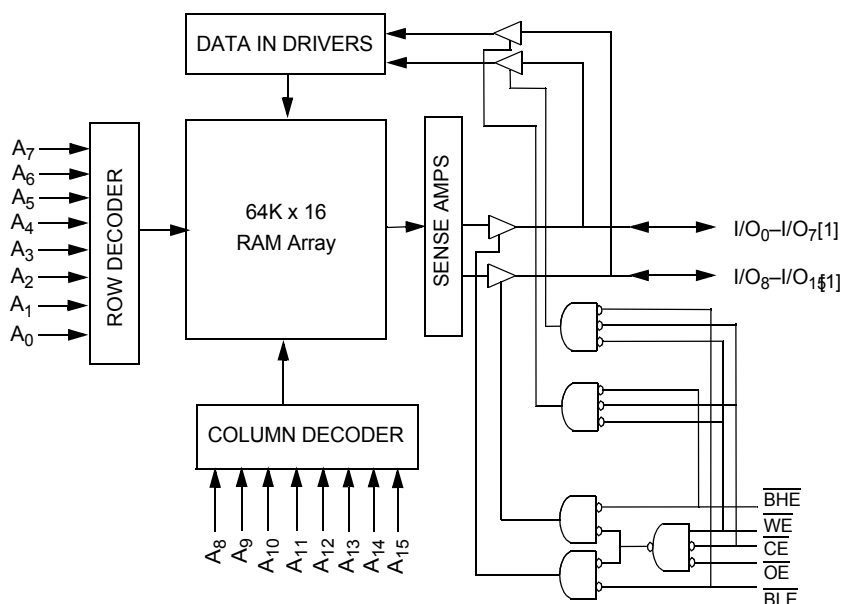 DATA IN DRIVERS
A7
A6
A5
A4
A3
A2
A1
A0
ROW DECODER
64K x 16
RAM Array
SENSE AMPS
I/O0–I/O7[1]
I/O8–I/O15[1]
COLUMN DECODER
A8
A9
A10
A11
A12
A13
A14
A15
BHE
WE
CE
OE
BLE